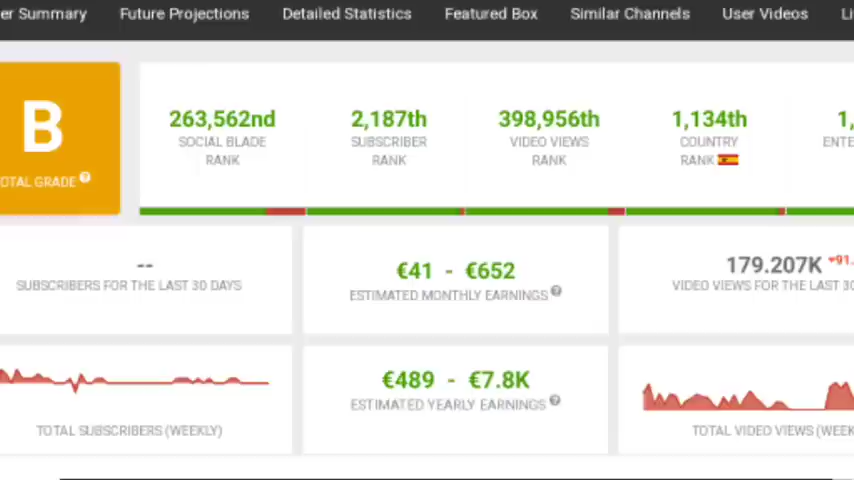 er Summary Future Projections Detailed Statistics Featured Box Similar Channels User Videos Li
B
OTAL GRADE
263,562nd
SOCIAL BLADE
RANK
2,187th
SUBSCRIBER
RANK
398,956th
VIDEO VIEWS
RANK
1,134th
COUNTRY
RANK
1,
ENTE
--
SUBSCRIBERS FOR THE LAST 30 DAYS
€41 - €652
ESTIMATED MONTHLY EARNINGS
179.207K -91.
VIDEO VIEWS FOR THE LAST 30
TOTAL SUBSCRIBERS (WEEKLY)
€489 - €7.8K
ESTIMATED YEARLY EARNINGS
TOTAL VIDEO VIEWS (WEEK